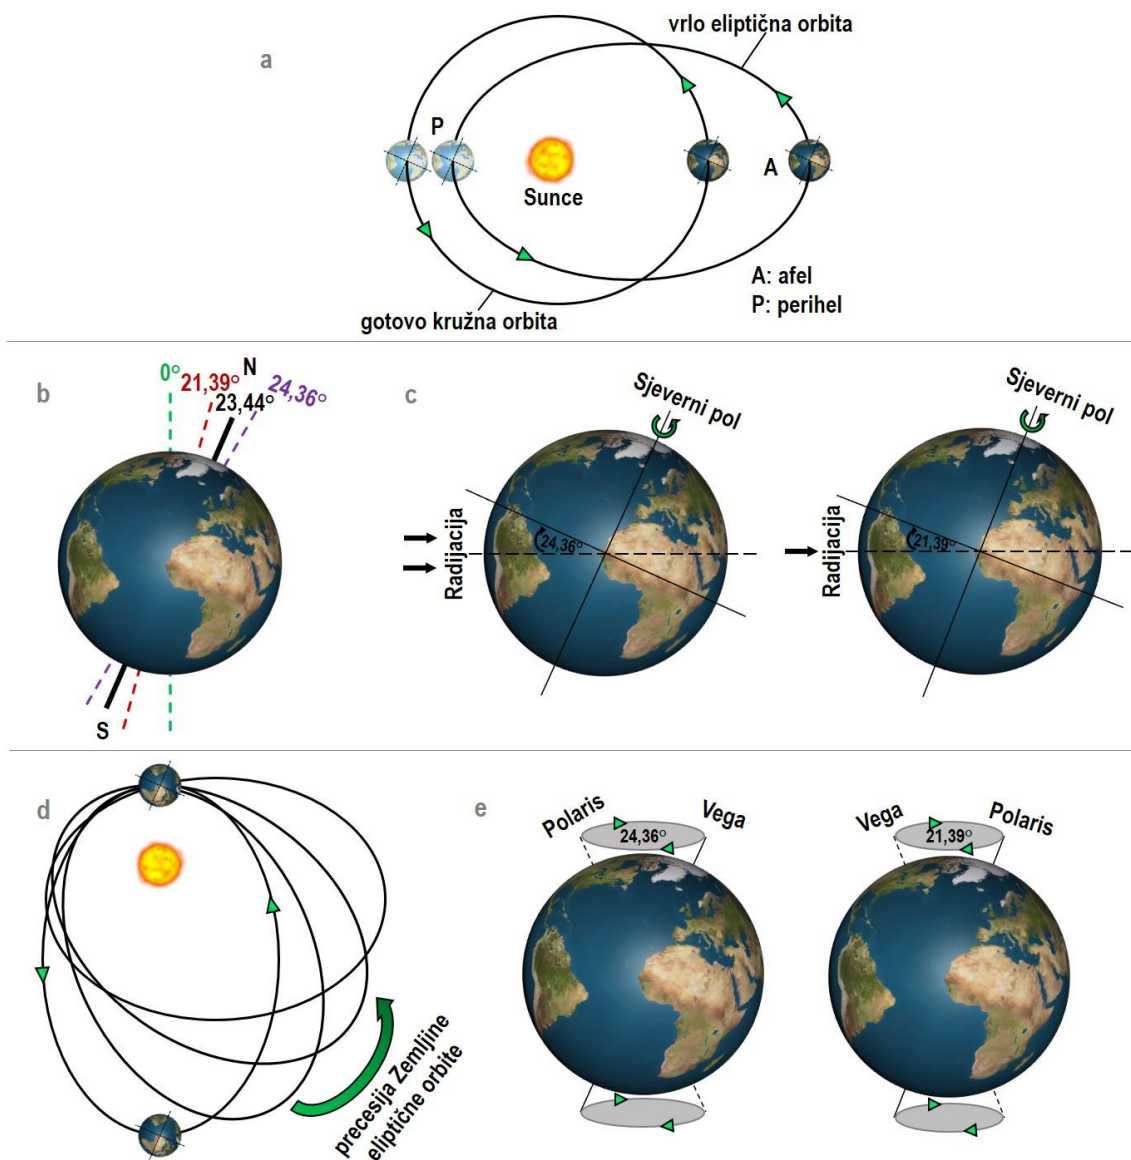 a
vrlo eliptična orbita
P
A
Sunce
A: afel
P: perihel
gotovo kružna orbita
b
0°
21,39°
N
23,44°
24,36°
S
c
Sjeverni pol
Radijacija
24,36°
Sjeverni pol
Radijacija
21,39°
d
precesija Zemljine
eliptične orbite
e
Polaris
24,36°
Vega
Vega
21,39°
Polaris